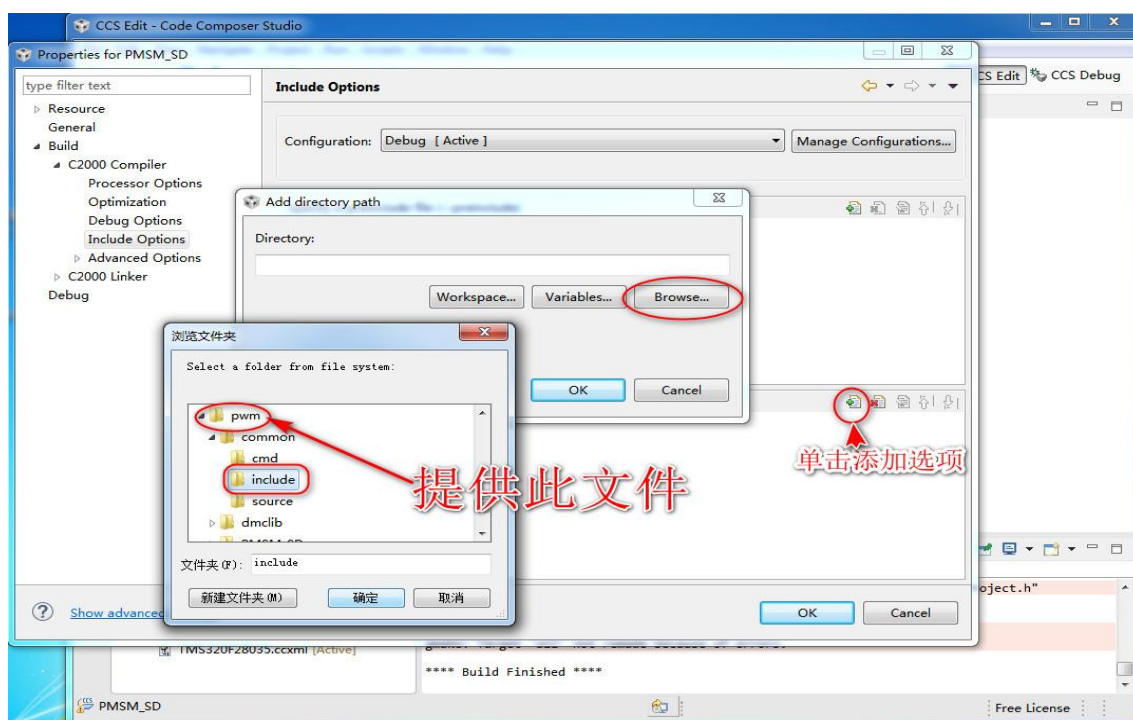 CCS Edit - Code Composer Studio
Properties for PMSM_SD
CCS Edit
CCS Debug
type filter text
Include Options
Resource
General
Configuration:
Debug [ Active ]
Manage Configurations...
Build
C2000 Compiler
Processor Options
Optimization
Debug Options
Include Options
Advanced Options
C2000 Linker
Debug
Add directory path
Directory:
Workspace...
Variables...
Browse...
OK
Cancel
浏览文件夹
Select a folder from file system:
pwm
common
cmd
include
source
dmclib
文件夹(F):
include
新建文件夹(M)
确定
取消
提供此文件
单击添加选项
Show advanced
OK
Cancel
oject.h"
TMS320F28035.ccxml [Active]
**** Build Finished ****
PMSM_SD
Free License